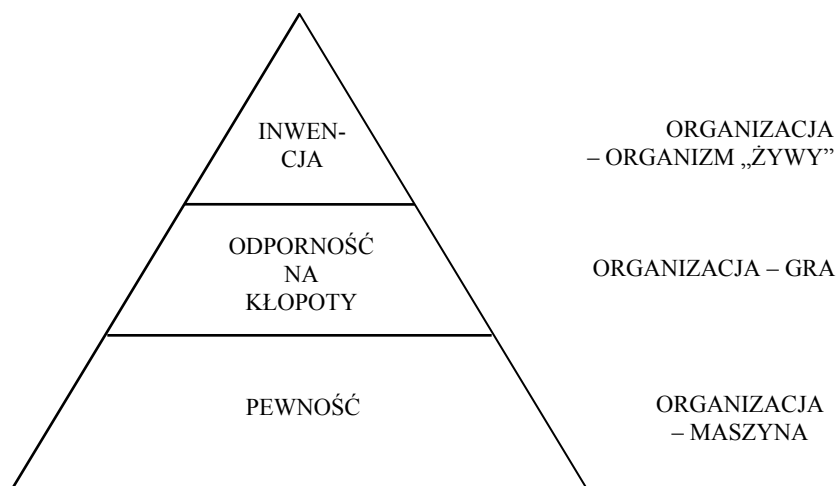 INWEN-
CJA
ORGANIZACJA
– ORGANIZM „ŻYWY”
ODPORNOŚĆ
NA
KŁOPOTY
ORGANIZACJA – GRA
PEWNOŚĆ
ORGANIZACJA
– MASZYNA